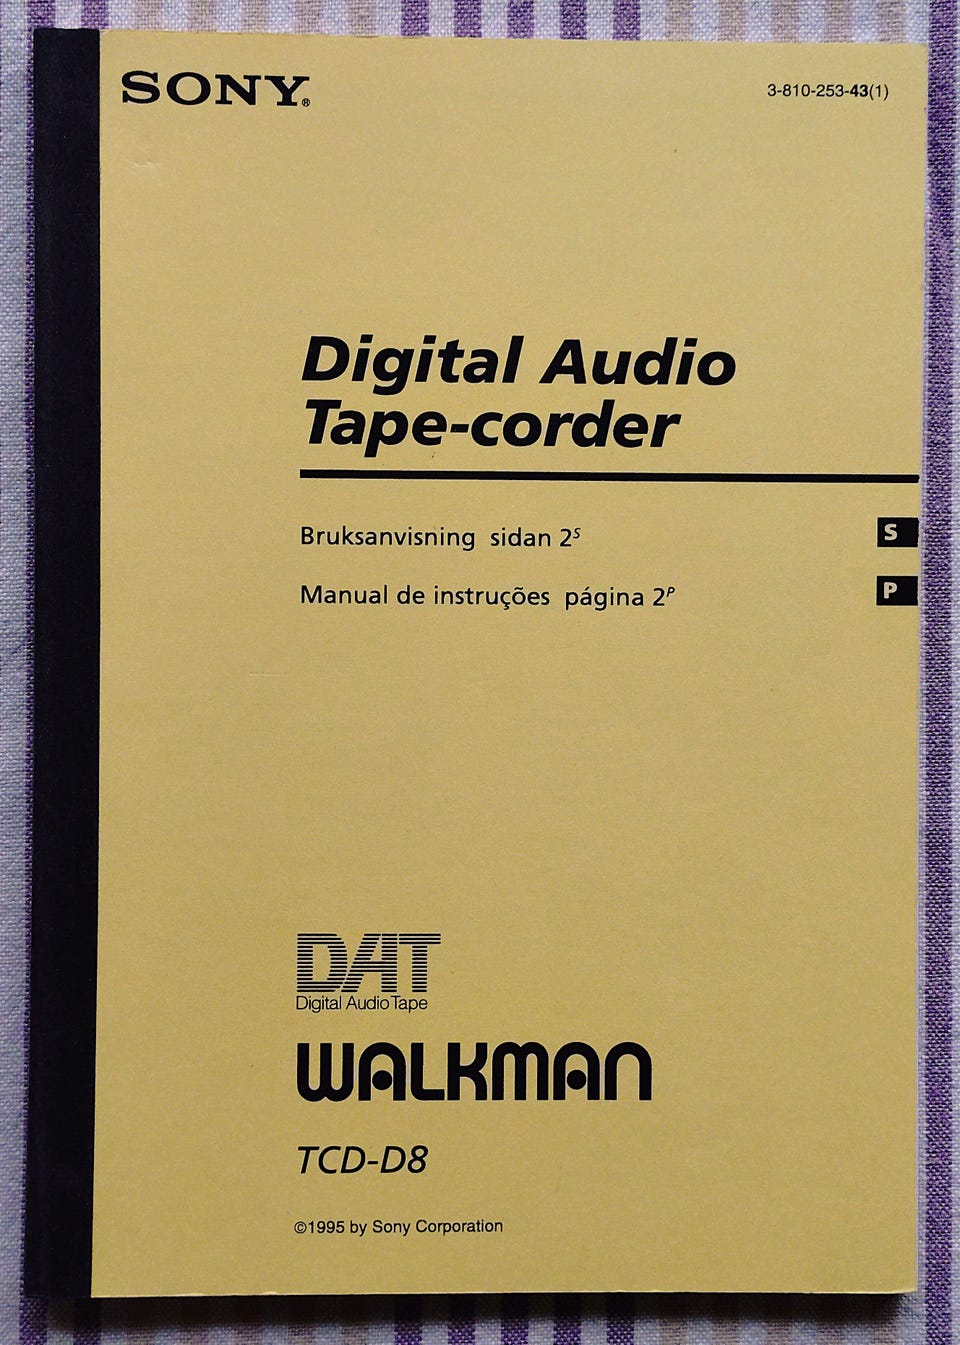 SONY®
3-810-253-43(1)
Digital Audio
Tape-corder
Bruksanvisning sidan 2S
S
Manual de instruções página 2P
P
DAT
Digital Audio Tape
WALKMAN
TCD-D8
©1995 by Sony Corporation